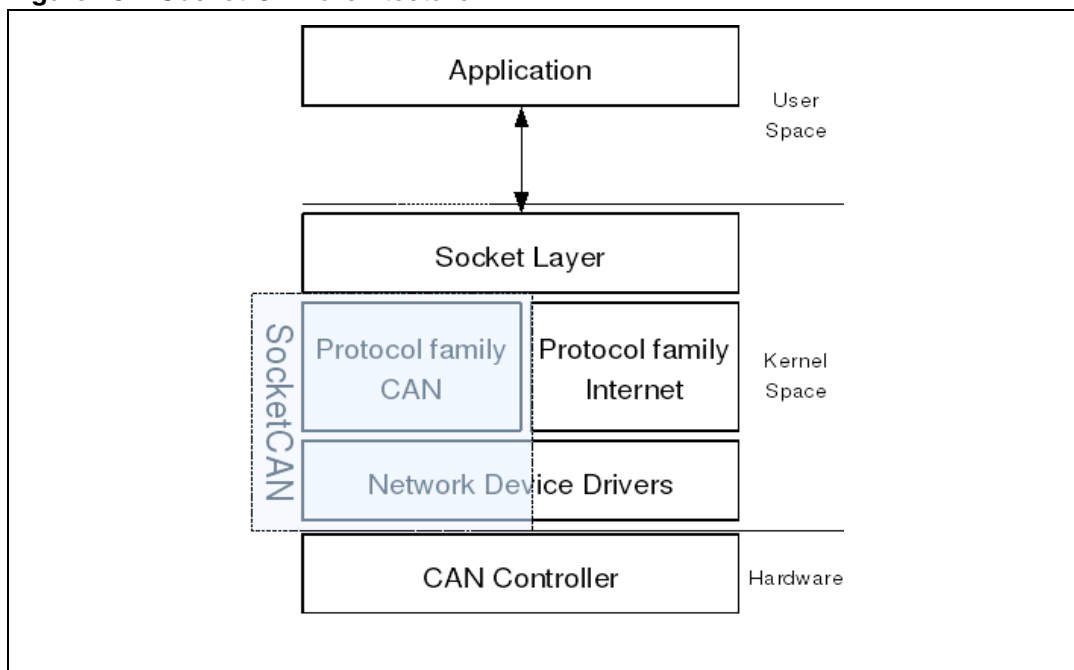 Application
User
Space
Socket Layer
SocketCAN
Protocol family
CAN
Protocol family
Internet
Kernel
Space
Network Device Drivers
CAN Controller
Hardware